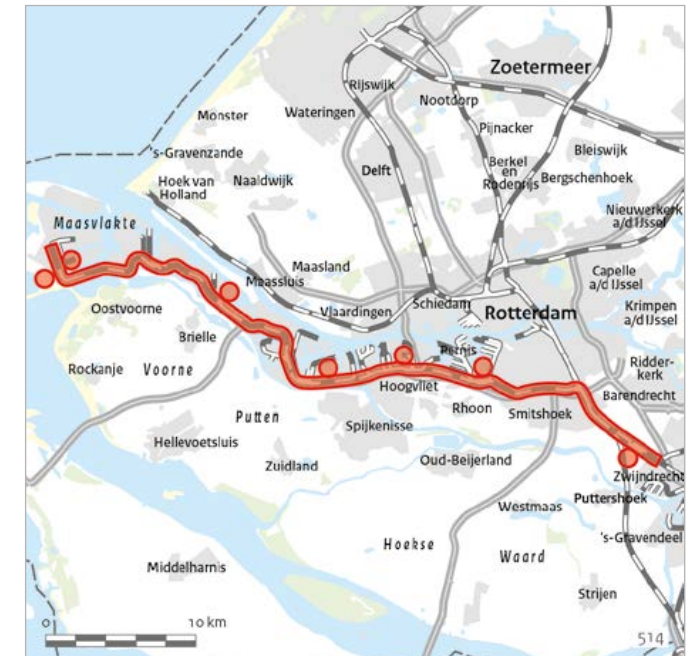 Zoetermeer
Rijswijk
Nootdorp
Wateringen
Monster
Pijnacker
's-Gravenzande
Delft
Berkel
en
Rodenrijs
Bleiswijk
Bergschenhoek
Hoek van
Holland
Naaldwijk
Nieuwerkerk
a/d IJssel
Maasvlakte
Maasland
Capelle
a/d IJssel
Maassluis
Oostvoorne
Vlaardingen
Schiedam
Rotterdam
Krimpen
a/d IJssel
Brielle
Pernis
Rockanje
Voorne
Ridder-
kerk
Hoogvliet
Barendrecht
Rhoon
Smitshoek
Putten
Spijkenisse
Hellevoetsluis
Zuidland
Oud-Beijerland
Zwijndrecht
Puttershoek
Westmaas
's-Gravendeel
Hoekse
Waard
Middelharnis
Strijen
0
10 km
514